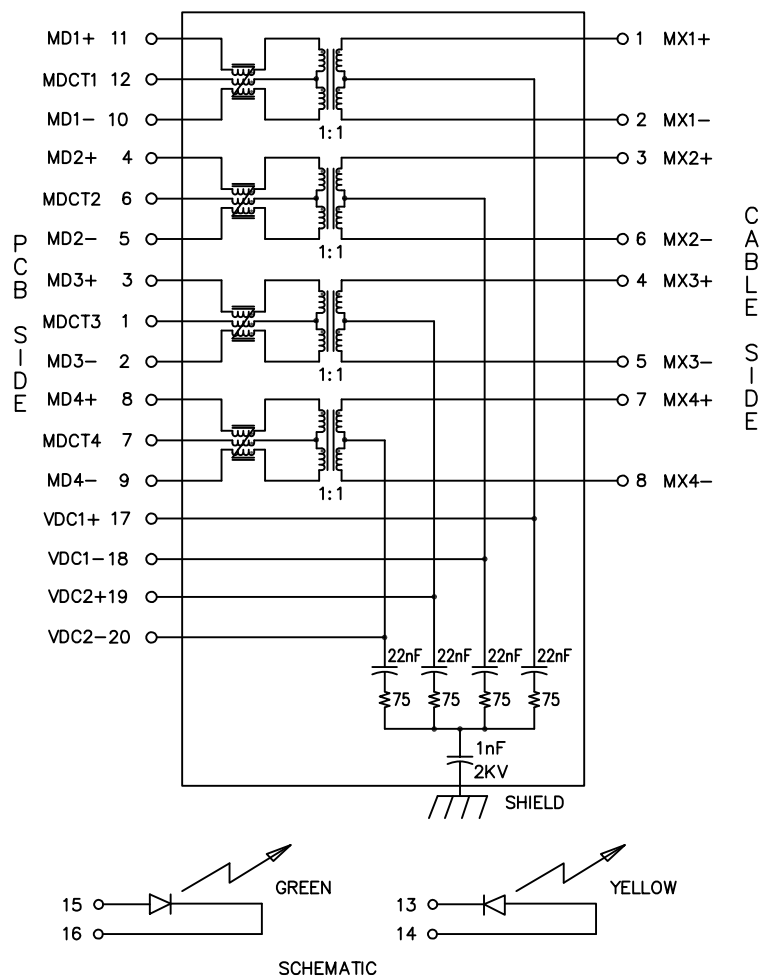 MD1+ 11 1 MX1+
MDCT1 12
MD1- 10 2 MX1-
1:1
MD2+ 4 3 MX2+
MDCT2 6
MD2- 5 6 MX2-
1:1
MD3+ 3 4 MX3+
MDCT3 1
MD3- 2 5 MX3-
1:1
MD4+ 8 7 MX4+
MDCT4 7
MD4- 9 8 MX4-
1:1
PCB SIDE
CABLE SIDE
VDC1+ 17
VDC1- 18
VDC2+ 19
VDC2- 20
22nF 22nF 22nF 22nF
75 75 75 75
1nF
2KV
SHIELD
GREEN
15
16
YELLOW
13
14
SCHEMATIC